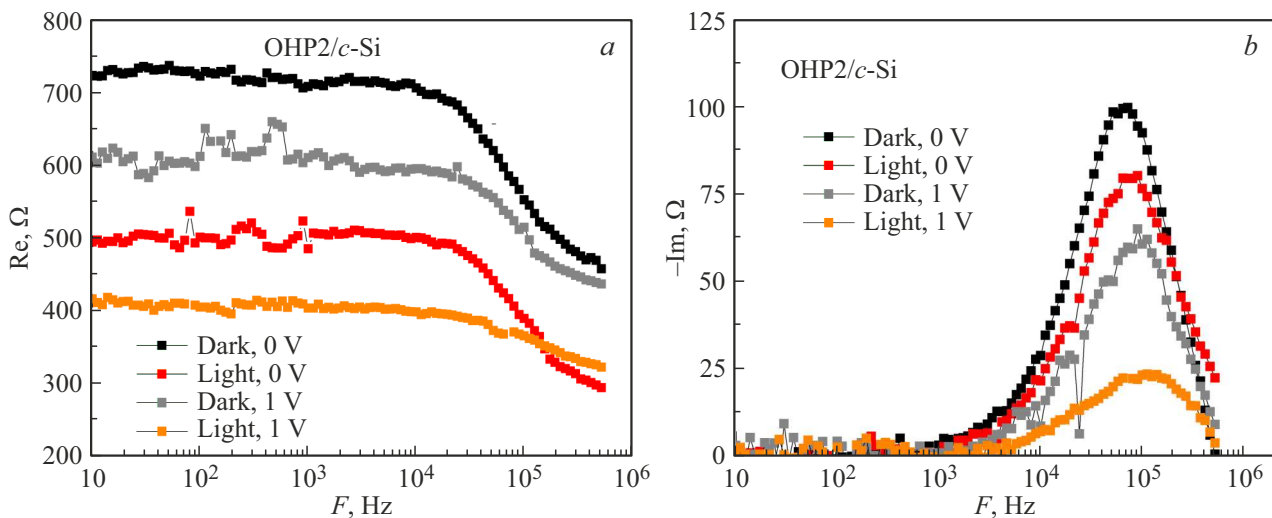 800
700
600
500
400
300
200
Re, Ω
OHP2/c-Si
a
Dark, 0 V
Light, 0 V
Dark, 1 V
Light, 1 V
10 10² 10³ 10⁴ 10⁵ 10⁶
F, Hz
125
100
75
50
25
0
–Im, Ω
b
OHP2/c-Si
Dark, 0 V
Light, 0 V
Dark, 1 V
Light, 1 V
10 10² 10³ 10⁴ 10⁵ 10⁶
F, Hz